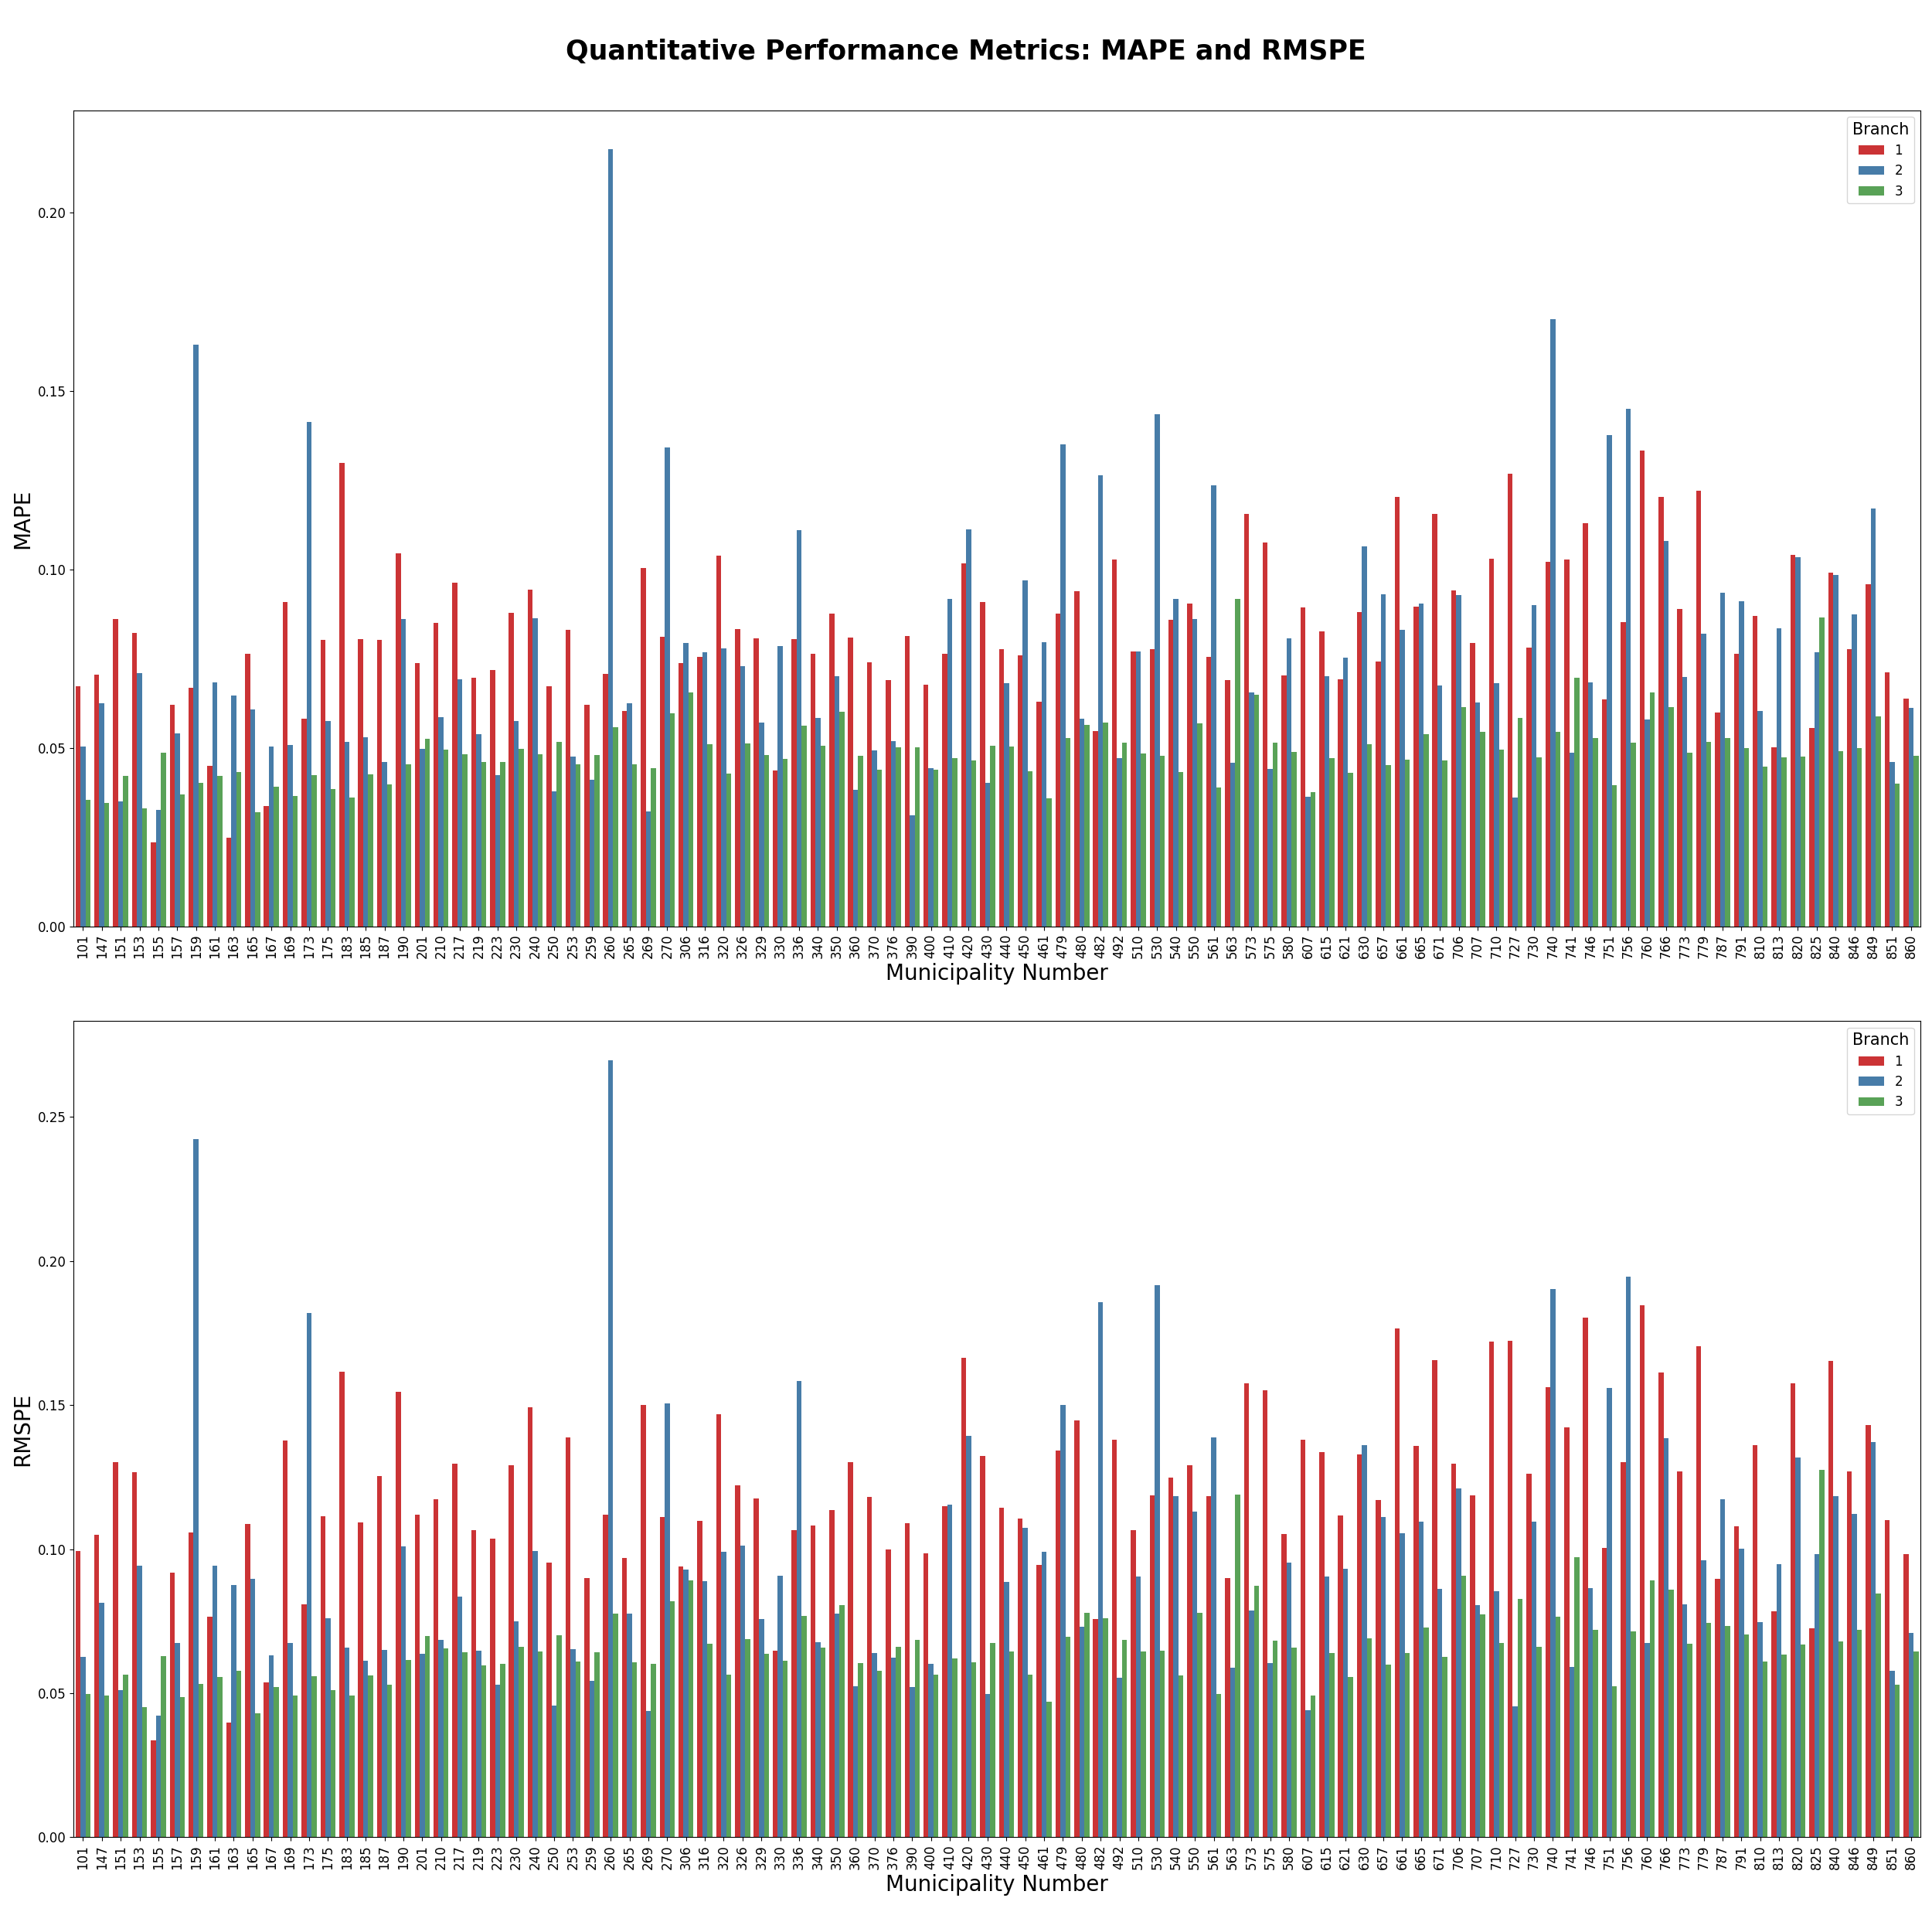 Quantitative Performance Metrics: MAPE and RMSPE
Branch
1
2
3
0.20
0.15
0.10
0.05
0.00
MAPE
101 147 151 153 155 157 159 161 163 165 167 169 173 175 183 185 187 190 201 210 217 219 223 230 240 250 253 259 260 265 269 270 306 316 320 326 329 330 336 340 350 360 370 376 390 400 410 420 430 440 450 461 479 480 482 492 510 530 540 550 561 563 573 575 580 607 615 621 630 657 661 665 671 706 707 710 727 730 740 741 746 751 756 760 766 773 779 787 791 810 813 820 825 840 846 849 851 860
Municipality Number
Branch
1
2
3
0.25
0.20
0.15
0.10
0.05
0.00
RMSPE
101 147 151 153 155 157 159 161 163 165 167 169 173 175 183 185 187 190 201 210 217 219 223 230 240 250 253 259 260 265 269 270 306 316 320 326 329 330 336 340 350 360 370 376 390 400 410 420 430 440 450 461 479 480 482 492 510 530 540 550 561 563 573 575 580 607 615 621 630 657 661 665 671 706 707 710 727 730 740 741 746 751 756 760 766 773 779 787 791 810 813 820 825 840 846 849 851 860
Municipality Number